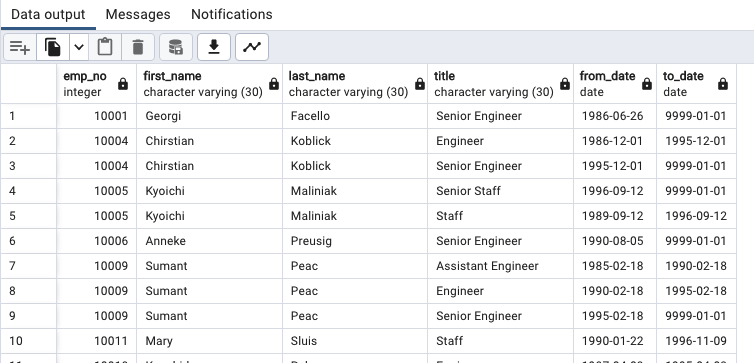 Data output Messages Notifications
emp_no first_name last_name title from_date to_date
integer character varying (30) character varying (30) character varying (30) date date
1 10001 Georgi Facello Senior Engineer 1986-06-26 9999-01-01
2 10004 Chirstian Koblick Engineer 1986-12-01 1995-12-01
3 10004 Chirstian Koblick Senior Engineer 1995-12-01 9999-01-01
4 10005 Kyoichi Maliniak Senior Staff 1996-09-12 9999-01-01
5 10005 Kyoichi Maliniak Staff 1989-09-12 1996-09-12
6 10006 Anneke Preusig Senior Engineer 1990-08-05 9999-01-01
7 10009 Sumant Peac Assistant Engineer 1985-02-18 1990-02-18
8 10009 Sumant Peac Engineer 1990-02-18 1995-02-18
9 10009 Sumant Peac Senior Engineer 1995-02-18 9999-01-01
10 10011 Mary Sluis Staff 1990-01-22 1996-11-09